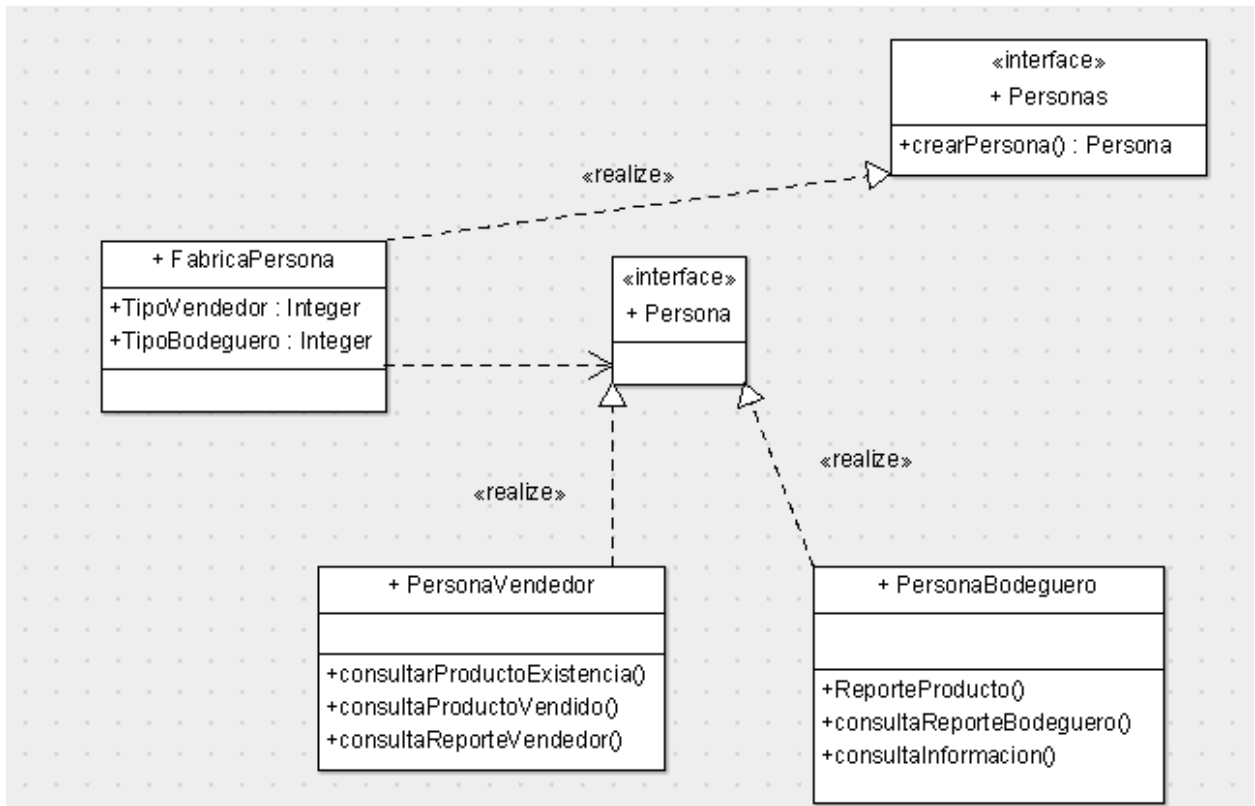 «interface»
+ Personas
+crearPersona() : Persona
«realize»
+ FabricaPersona
+TipoVendedor : Integer
+TipoBodeguero : Integer
«interface»
+ Persona
«realize»
«realize»
+ PersonaVendedor
+consultarProductoExistencia()
+consultaProductoVendido()
+consultaReporteVendedor()
+ PersonaBodeguero
+ReporteProducto()
+consultaReporteBodeguero()
+consultaInformacion()